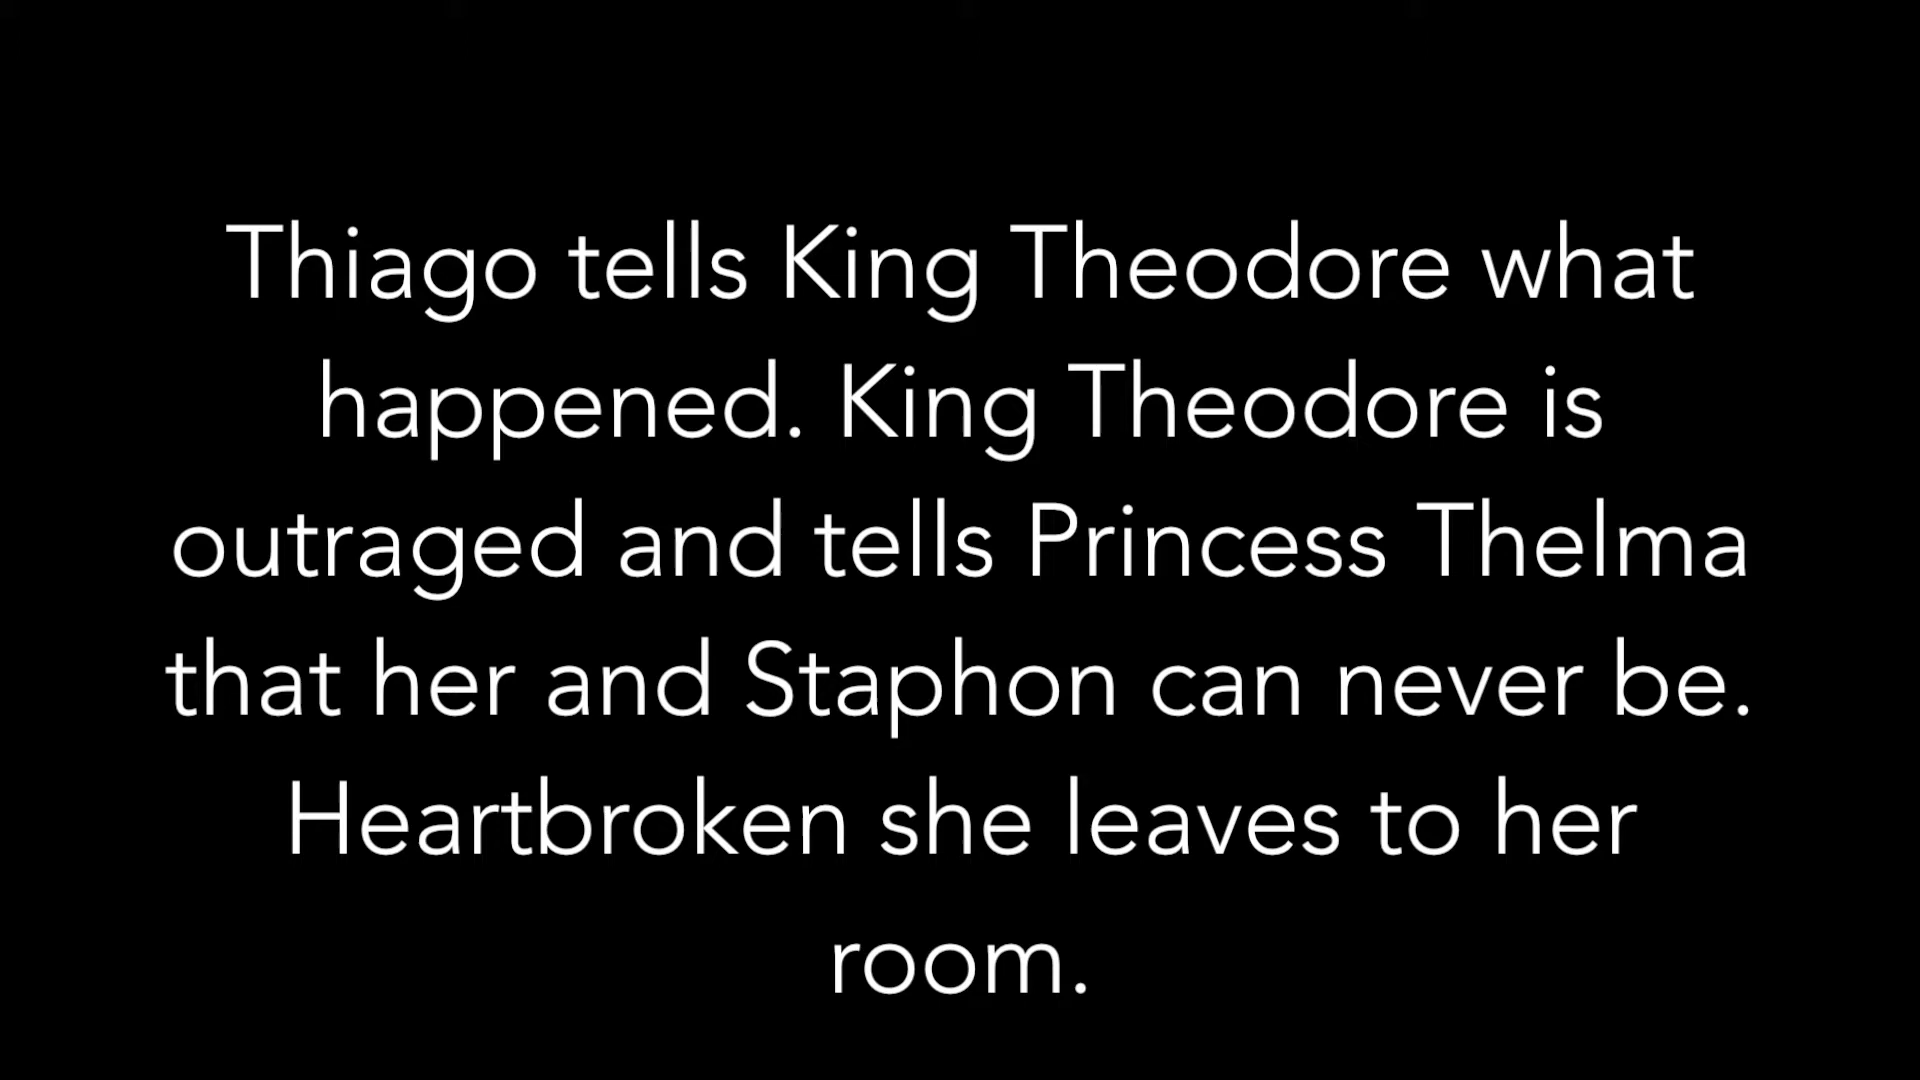 Thiago tells King Theodore what
happened. King Theodore is
outraged and tells Princess Thelma
that her and Staphon can never be.
Heartbroken she leaves to her
room.